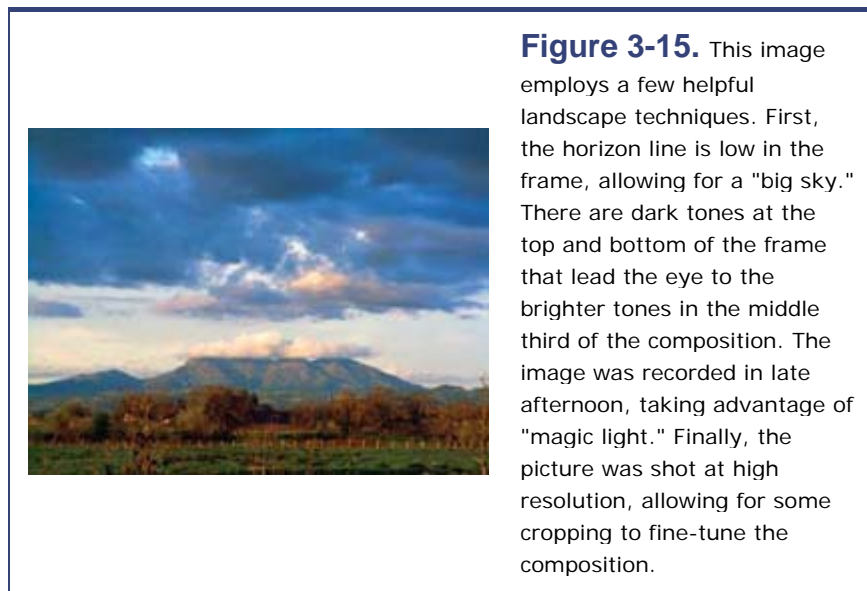 Figure 3-15. This image
employs a few helpful
landscape techniques. First,
the horizon line is low in the
frame, allowing for a "big sky."
There are dark tones at the
top and bottom of the frame
that lead the eye to the
brighter tones in the middle
third of the composition. The
image was recorded in late
afternoon, taking advantage of
"magic light." Finally, the
picture was shot at high
resolution, allowing for some
cropping to fine-tune the
composition.